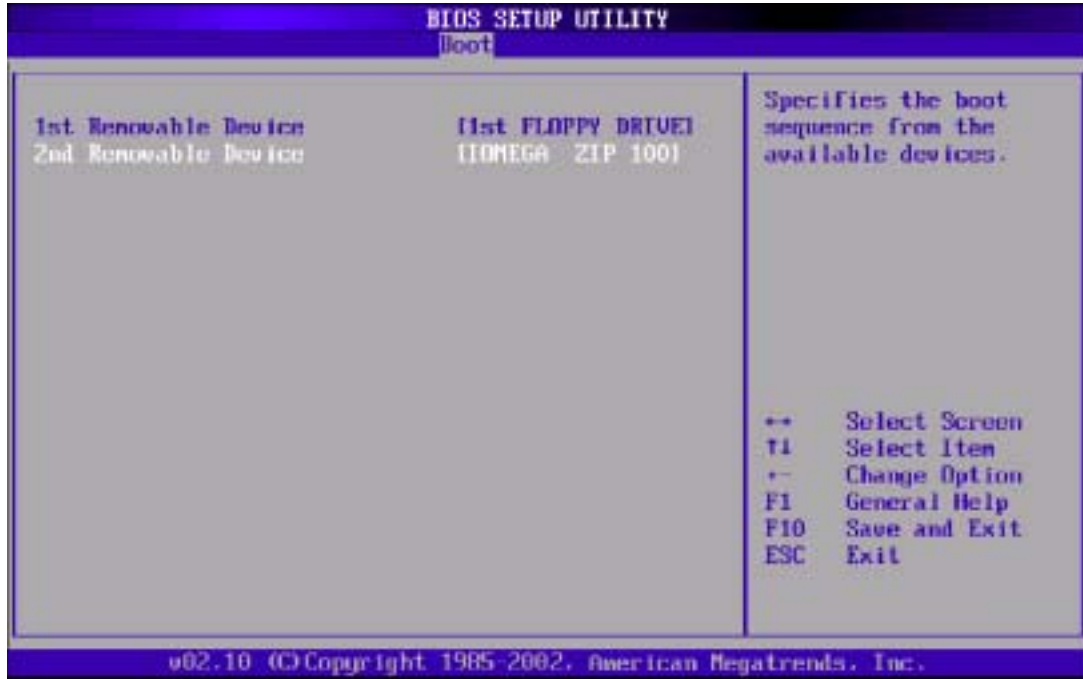 BIOS SETUP UTILITY
Boot
1st Removable Device [1st FLOPPY DRIVE]
2nd Removable Device [IOMEGA ZIP 100]
Specifies the boot
sequence from the
available devices.
←→ Select Screen
↑↓ Select Item
+- Change Option
F1 General Help
F10 Save and Exit
ESC Exit
v02.10 (C)Copyright 1985-2002, American Megatrends, Inc.